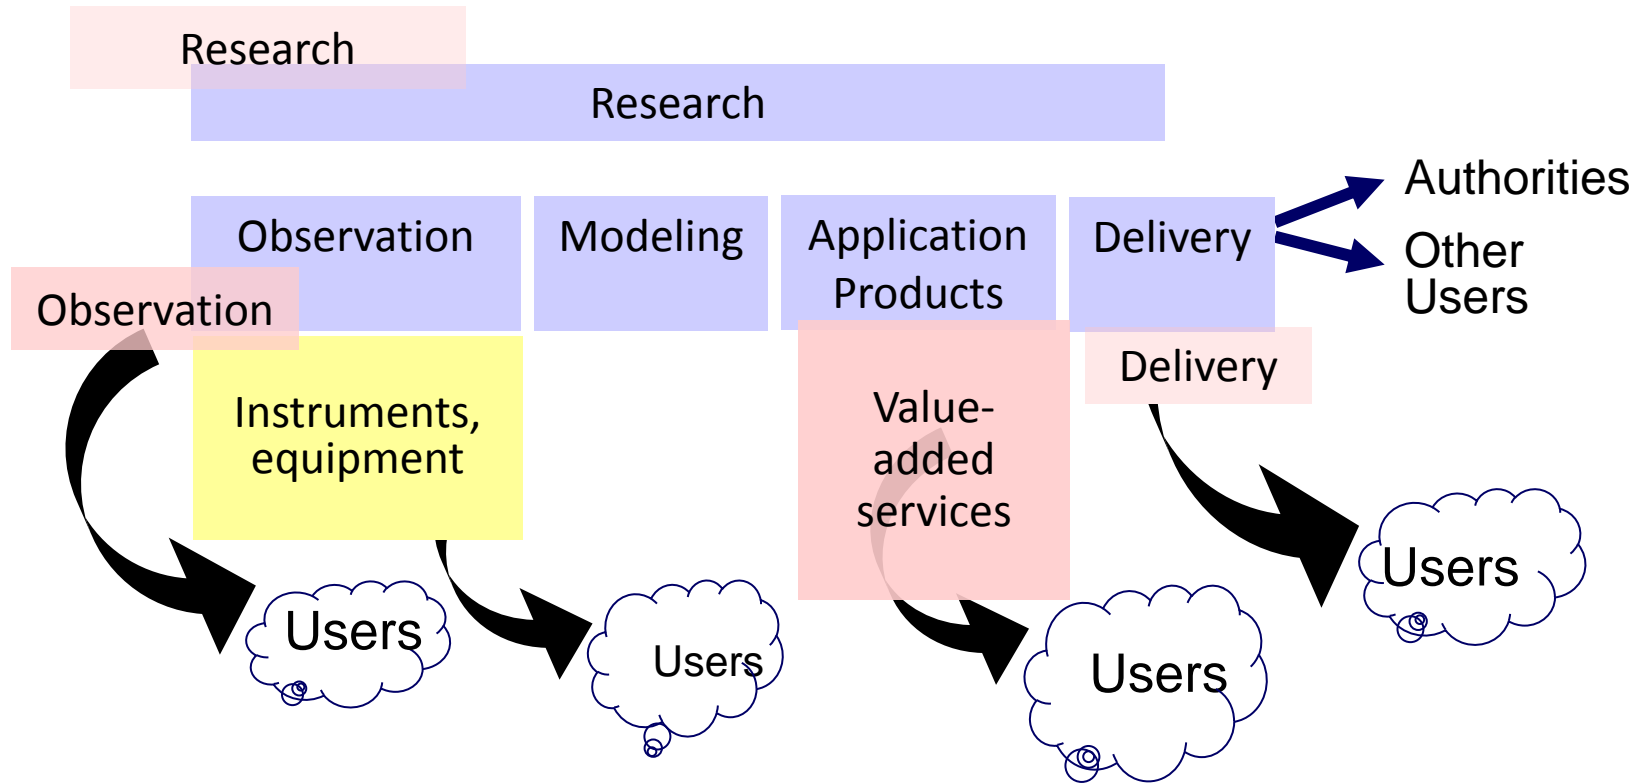 Research
Research
Observation
Modeling
Application
Products
Delivery
Authorities
Other
Users
Observation
Delivery
Instruments,
equipment
Value-
added
services
Users
Users
Users
Users